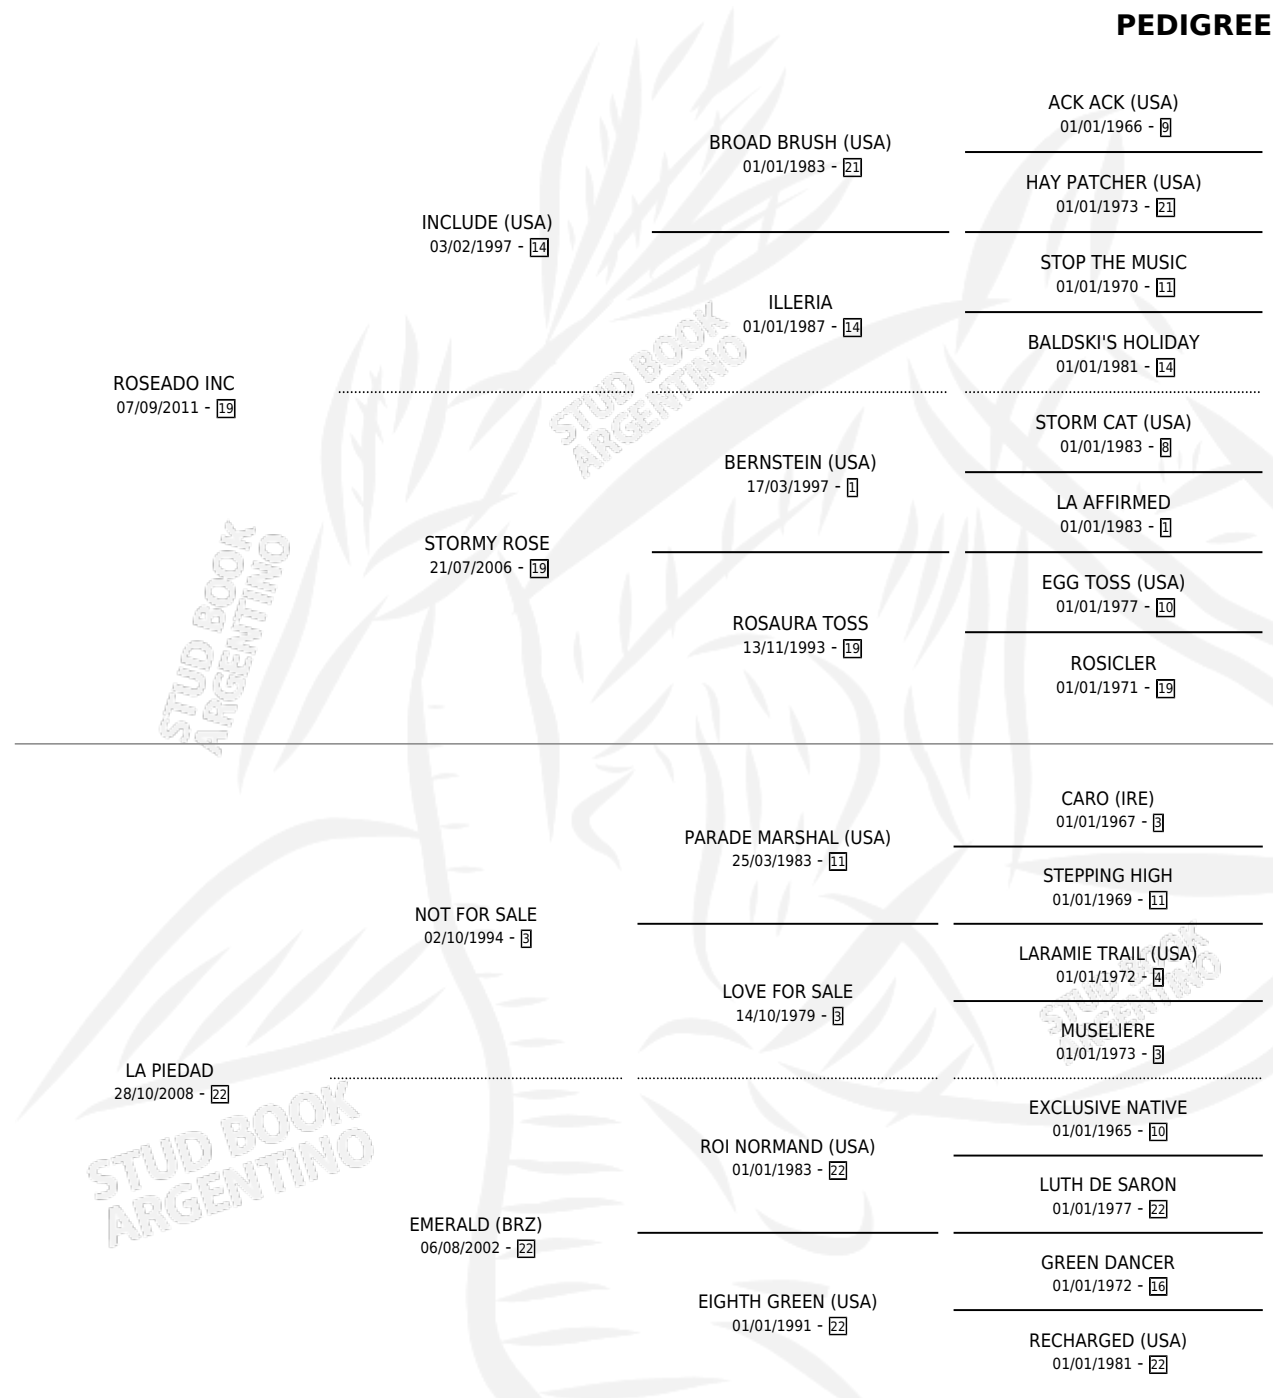 PEDIGREE
ACK ACK (USA)
01/01/1966 - 9
BROAD BRUSH (USA)
01/01/1983 - 21
HAY PATCHER (USA)
01/01/1973 - 21
INCLUDE (USA)
03/02/1997 - 14
STOP THE MUSIC
01/01/1970 - 11
ILLERIA
01/01/1987 - 14
BALDSKI'S HOLIDAY
01/01/1981 - 14
ROSEADO INC
07/09/2011 - 19
STORM CAT (USA)
01/01/1983 - 8
BERNSTEIN (USA)
17/03/1997 - 1
LA AFFIRMED
01/01/1983 - 1
STORMY ROSE
21/07/2006 - 19
EGG TOSS (USA)
01/01/1977 - 10
ROSAURA TOSS
13/11/1993 - 19
ROSICLER
01/01/1971 - 19
CARO (IRE)
01/01/1967 - 3
PARADE MARSHAL (USA)
25/03/1983 - 11
STEPPING HIGH
01/01/1969 - 11
NOT FOR SALE
02/10/1994 - 3
LARAMIE TRAIL (USA)
01/01/1972 - 4
LOVE FOR SALE
14/10/1979 - 3
MUSELIERE
01/01/1973 - 3
LA PIEDAD
28/10/2008 - 22
EXCLUSIVE NATIVE
01/01/1965 - 10
ROI NORMAND (USA)
01/01/1983 - 22
LUTH DE SARON
01/01/1977 - 22
EMERALD (BRZ)
06/08/2002 - 22
GREEN DANCER
01/01/1972 - 16
EIGHTH GREEN (USA)
01/01/1991 - 22
RECHARGED (USA)
01/01/1981 - 22
STUD BOOK
ARGENTINO
STUD BOOK
ARGENTINO
STUD BOOK
ARGENTINO
STUD BOOK
ARGENTINO